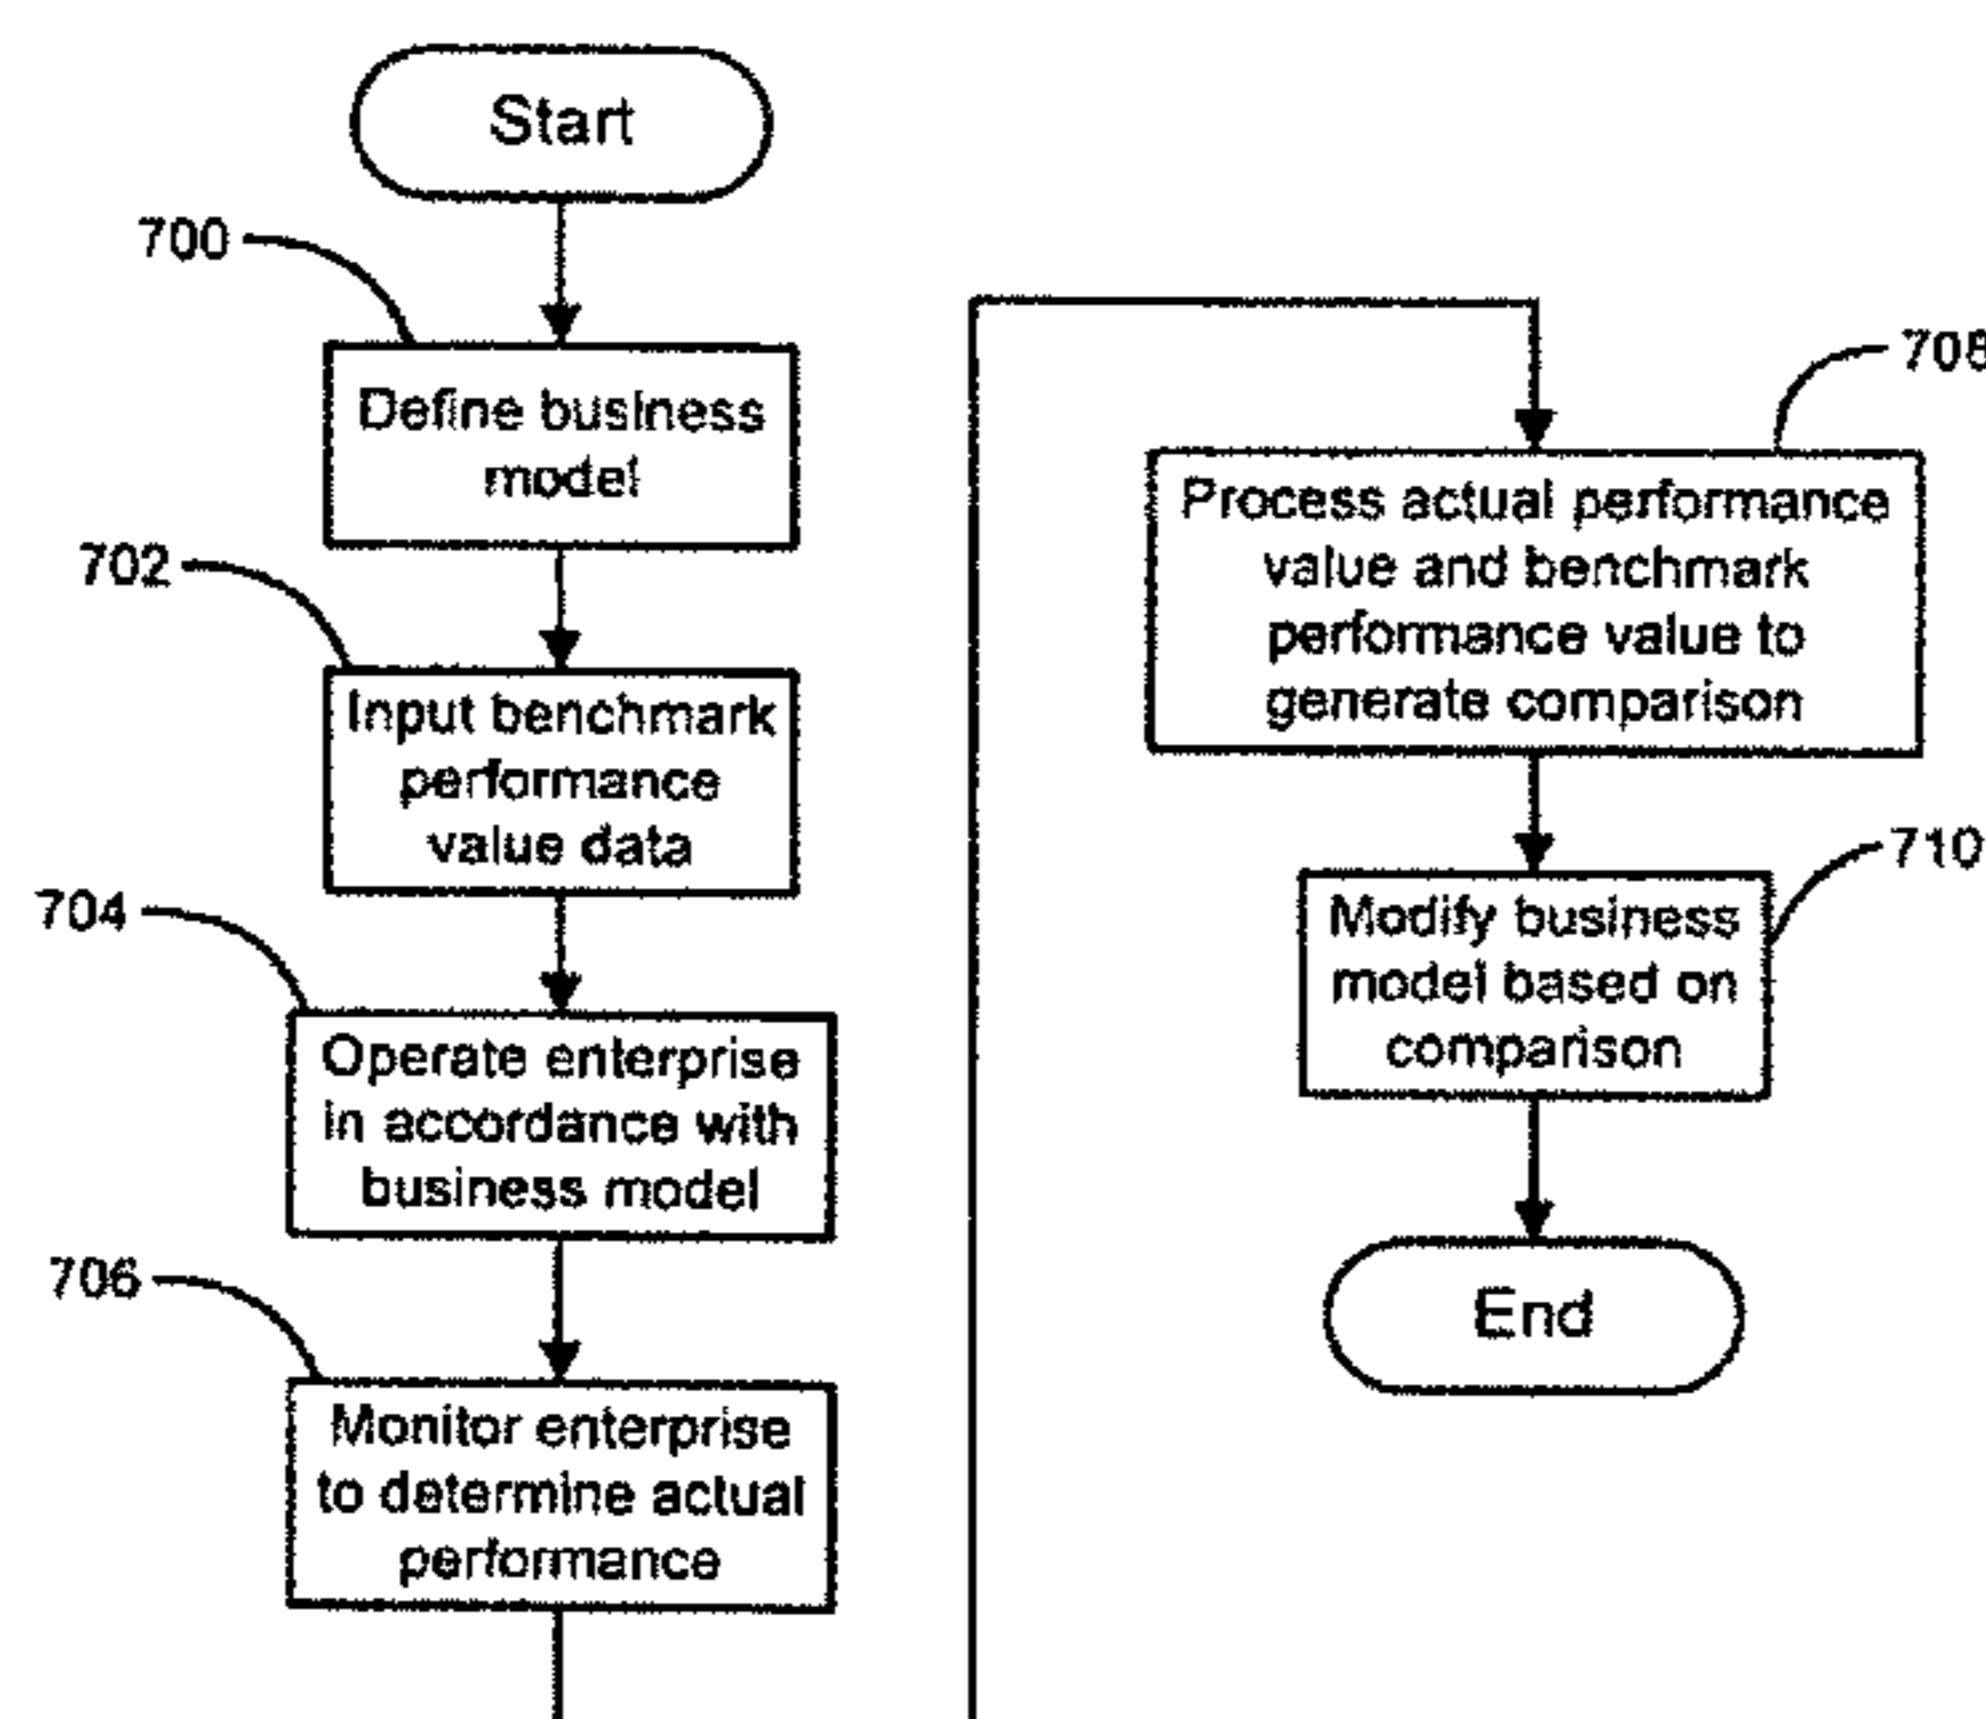 Start
700
Define business
model
702
Input benchmark
performance
value data
704
Operate enterprise
in accordance with
business model
706
Monitor enterprise
to determine actual
performance
708
Process actual performance
value and benchmark
performance value to
generate comparison
710
Modify business
model based on
comparison
End